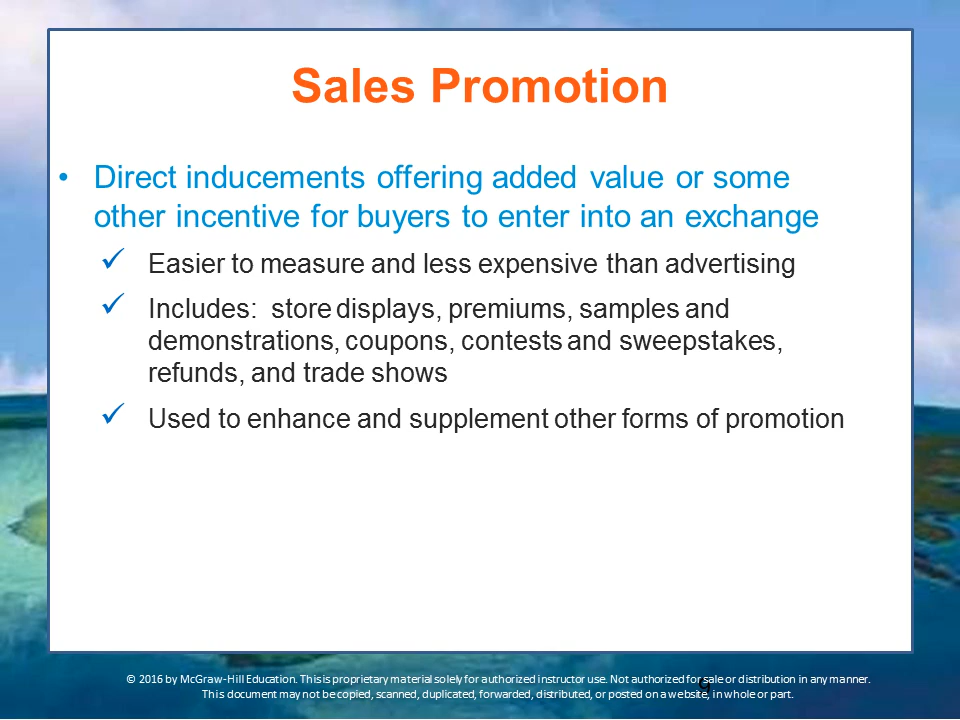 Sales Promotion
• Direct inducements offering added value or some
other incentive for buyers to enter into an exchange
✓ Easier to measure and less expensive than advertising
✓ Includes:  store displays, premiums, samples and
demonstrations, coupons, contests and sweepstakes,
refunds, and trade shows
✓ Used to enhance and supplement other forms of promotion
© 2016 by McGraw-Hill Education. This is proprietary material solely for authorized instructor use. Not authorized for sale or distribution in any manner.
This document may not be copied, scanned, duplicated, forwarded, distributed, or posted on a website, in whole or part.